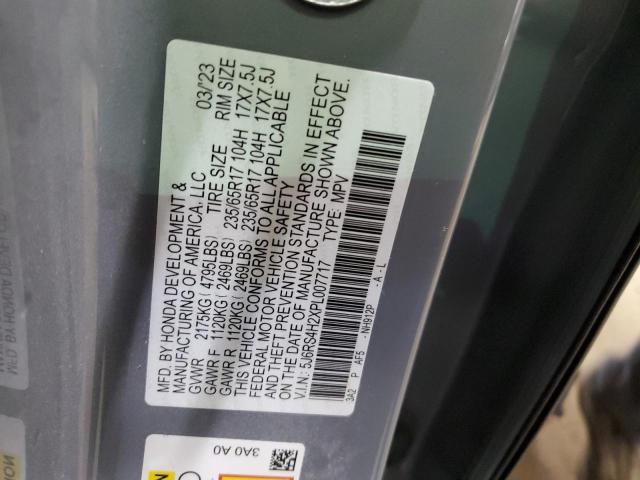 MFD. BY HONDA DEVELOPMENT &
MANUFACTURING OF AMERICA, LLC 03/23
GVWR 2175KG (4795LBS) TIRE SIZE RIM SIZE
GAWR F 1120KG (2469LBS) 235/65R17 104H 17X7.5J
GAWR R 1120KG (2469LBS) 235/65R17 104H 17X7.5J
THIS VEHICLE CONFORMS TO ALL APPLICABLE
FEDERAL MOTOR VEHICLE SAFETY
AND THEFT PREVENTION STANDARDS IN EFFECT
ON THE DATE OF MANUFACTURE SHOWN ABOVE.
V.I.N.: 5J6RS4H2XPL007717 TYPE: MPV
3A2 P AF5 -NH912P -A-L
3A0 A0